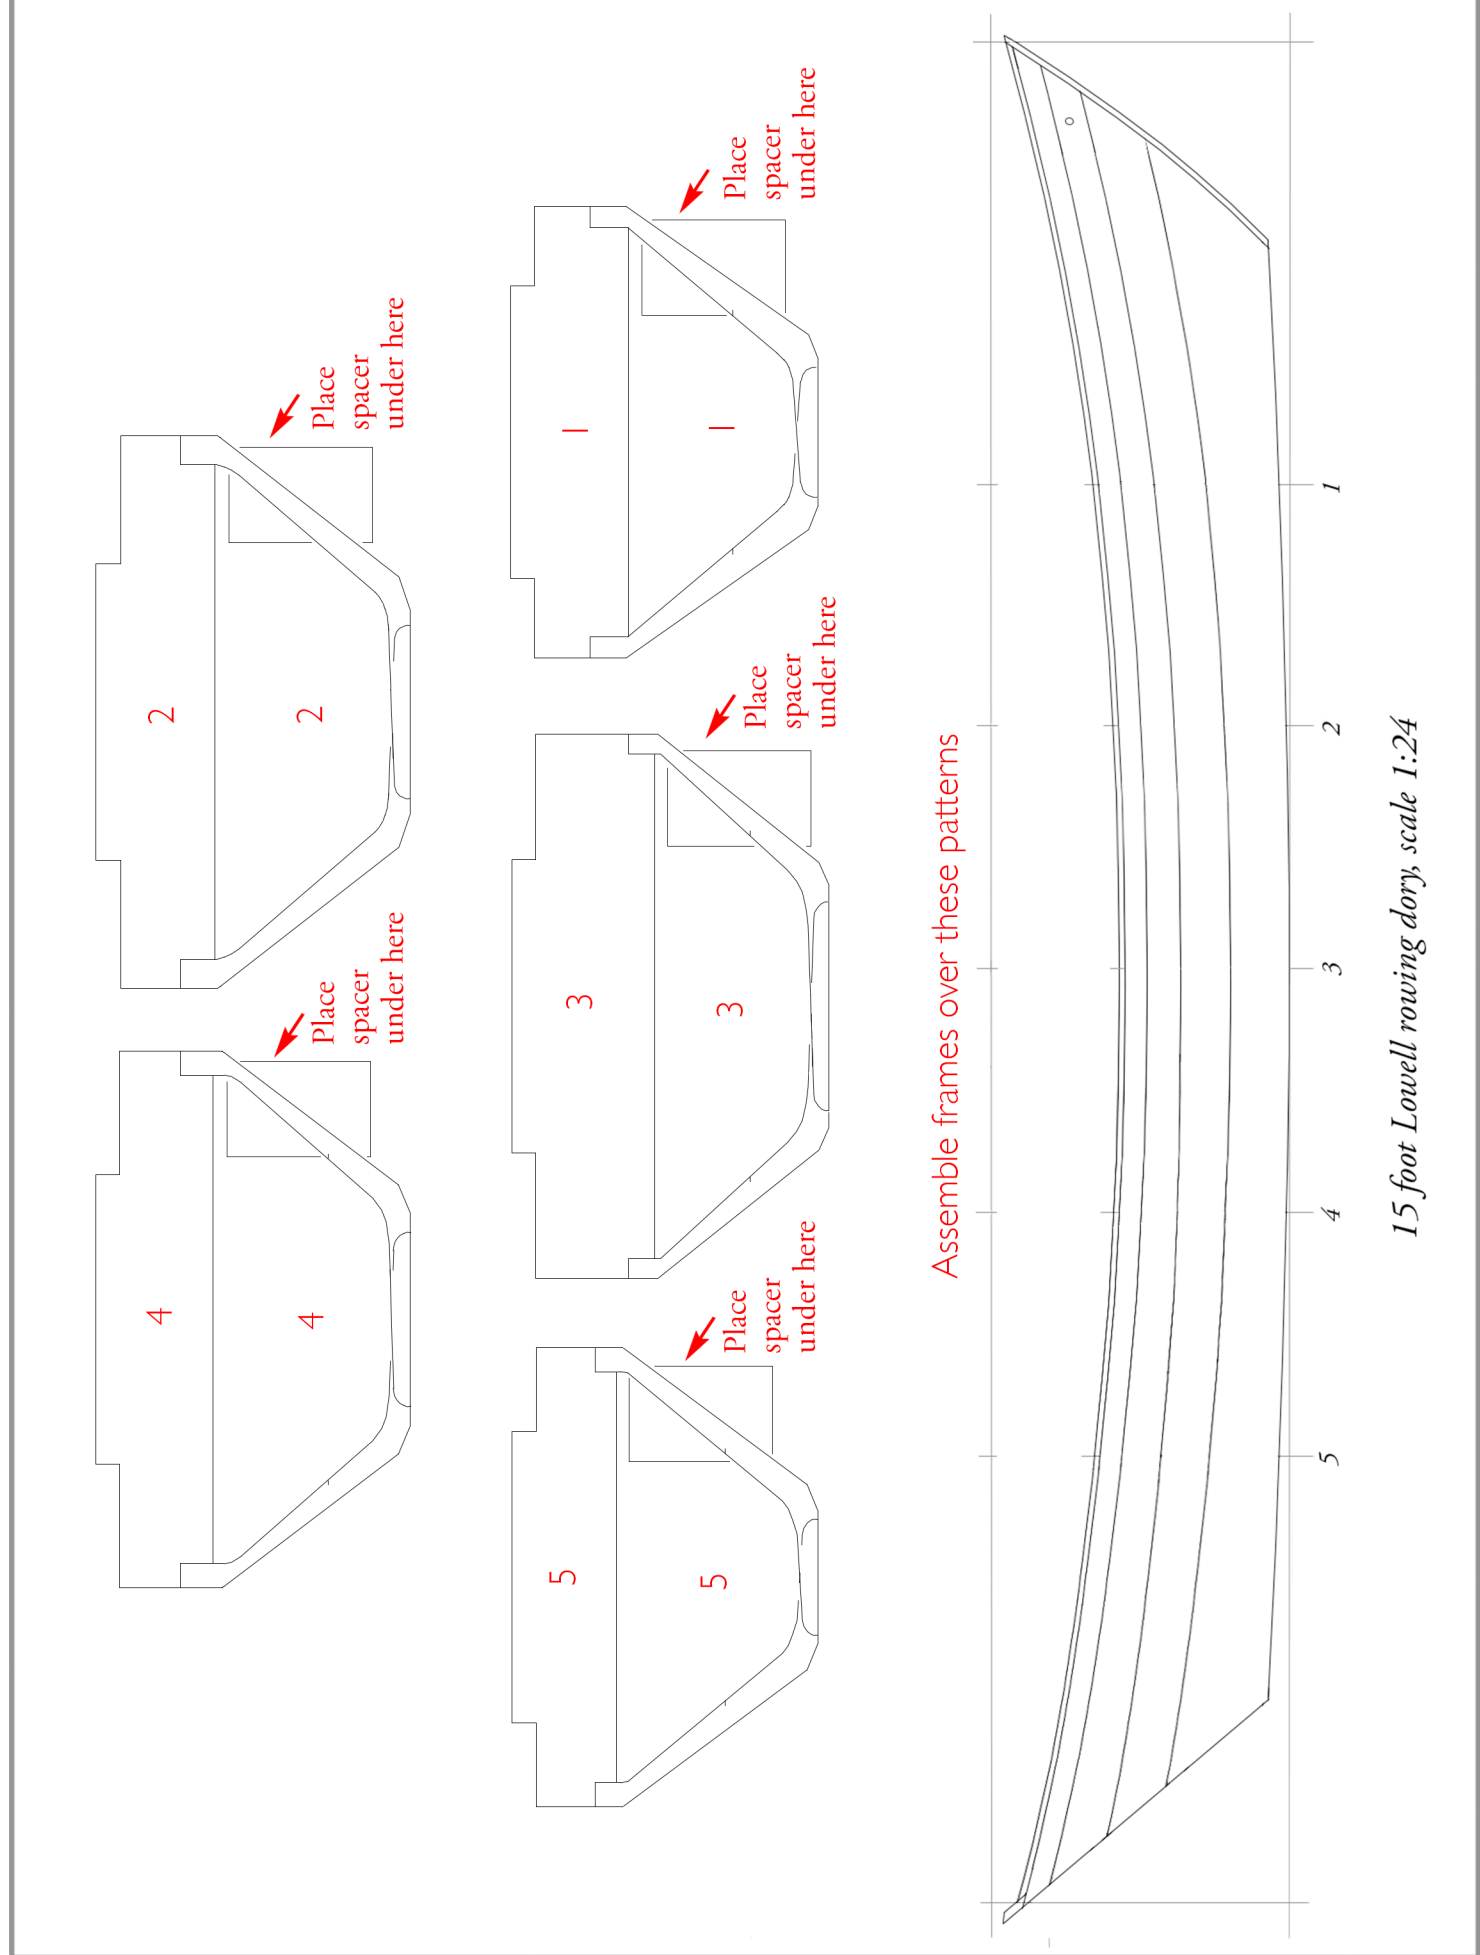 4
4
Place
spacer
under here
2
2
Place
spacer
under here
5
5
Place
spacer
under here
3
3
Place
spacer
under here
1
1
Place
spacer
under here
Assemble frames over these patterns
5 4 3 2 1
15 foot Lowell rowing dory, scale 1:24